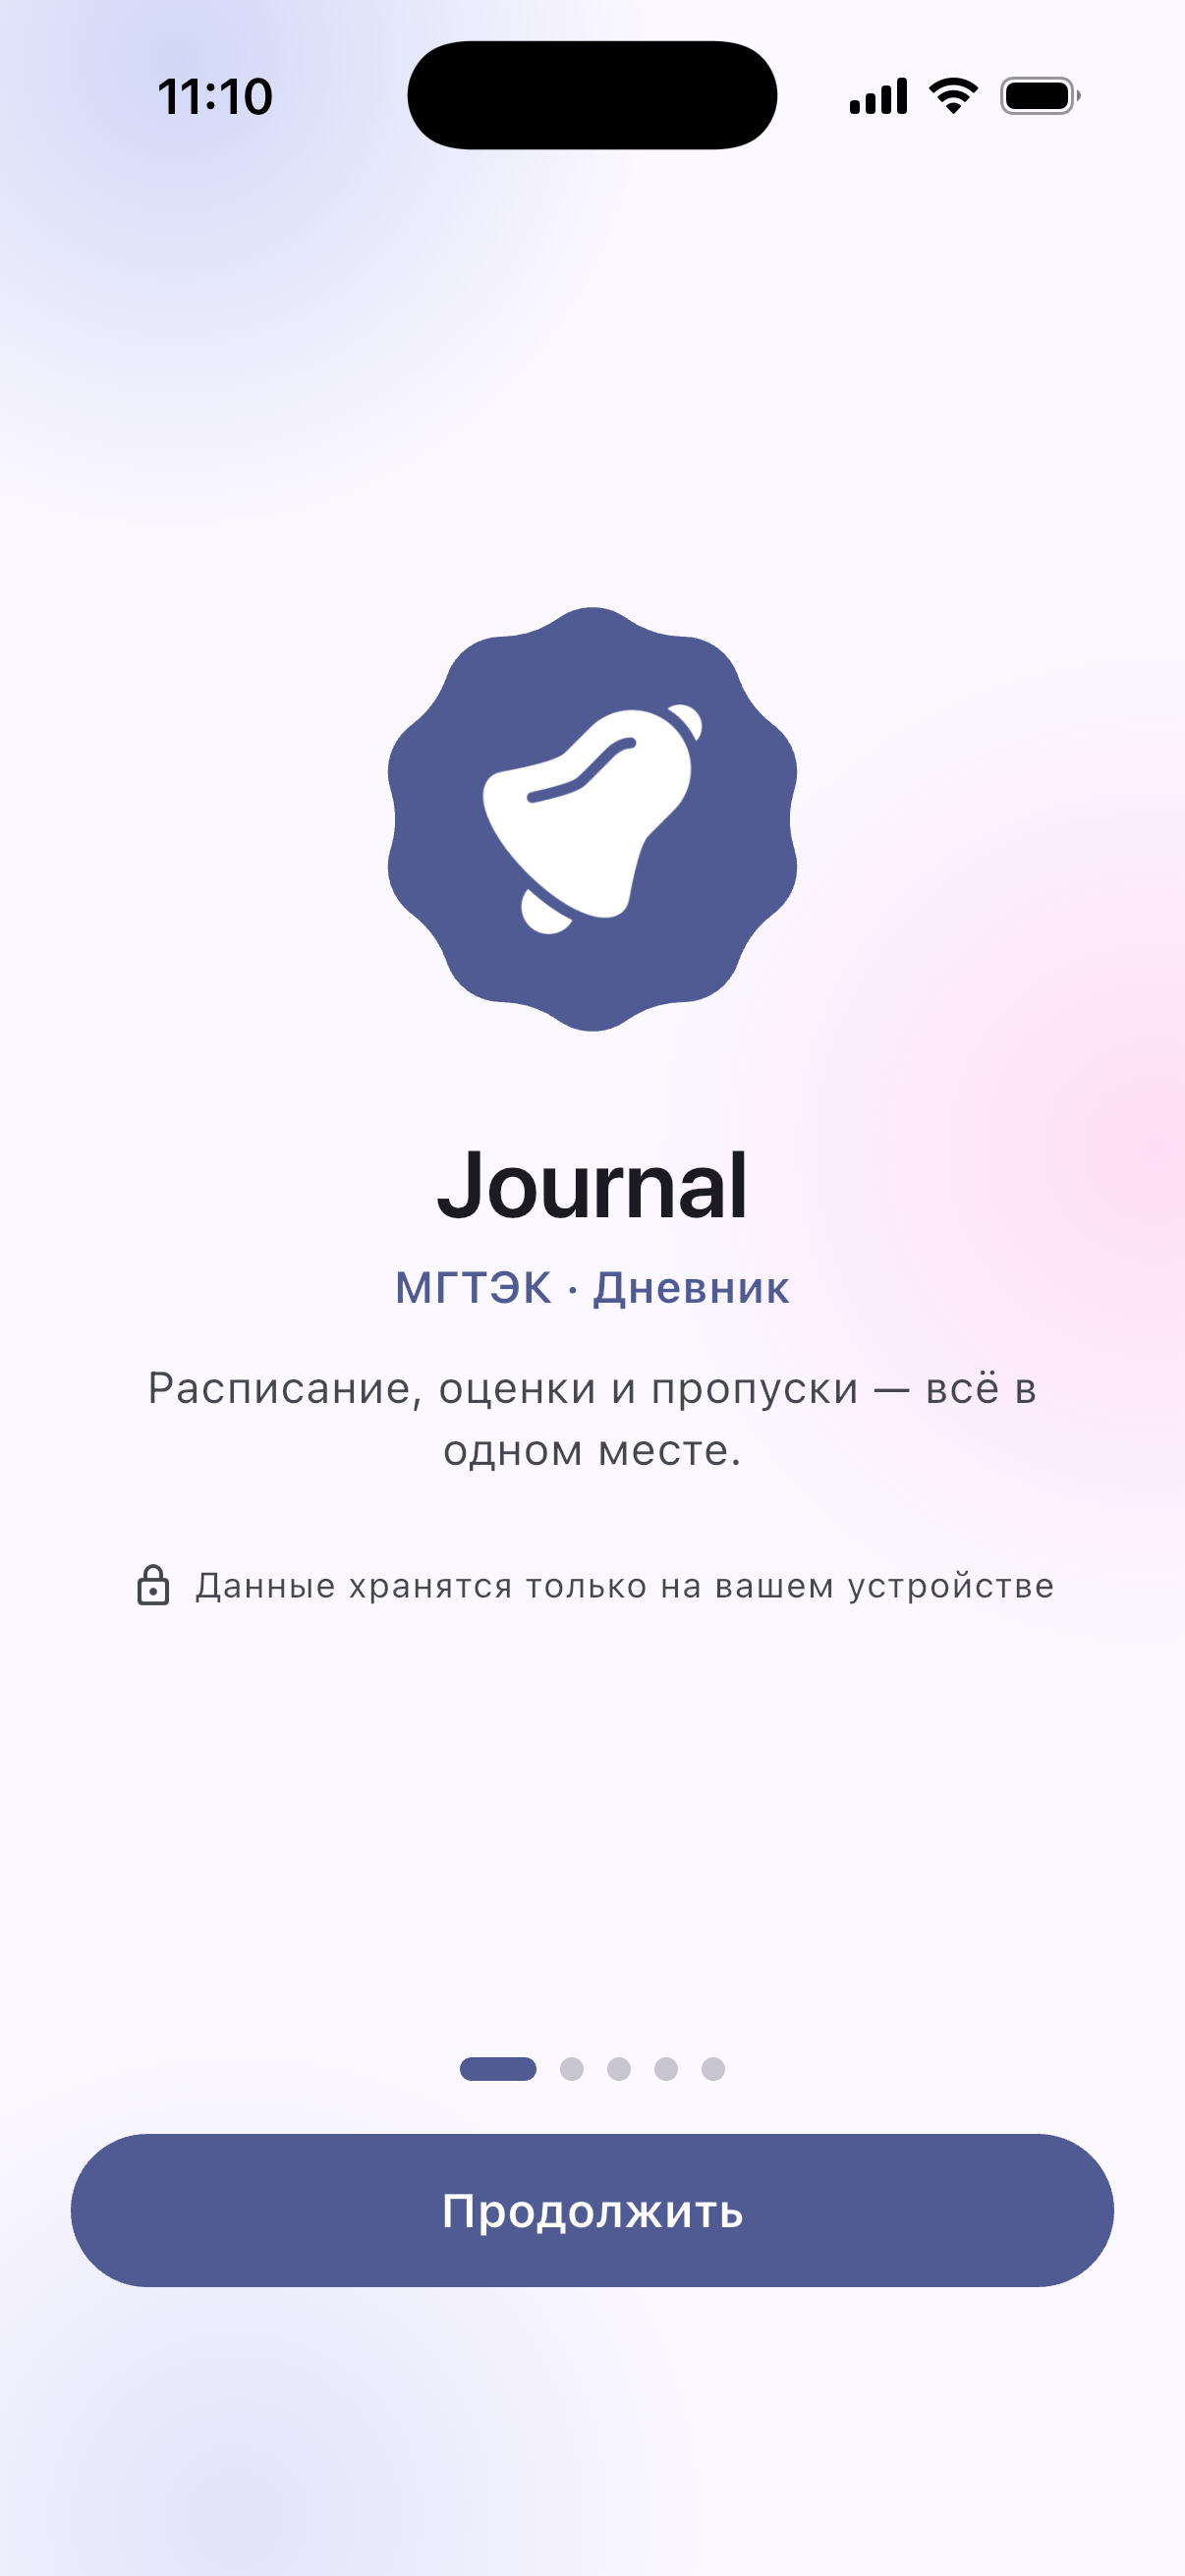 11:10
Journal
МГТЭК · Дневник
Расписание, оценки и пропуски — всё в
одном месте.
Данные хранятся только на вашем устройстве
Продолжить